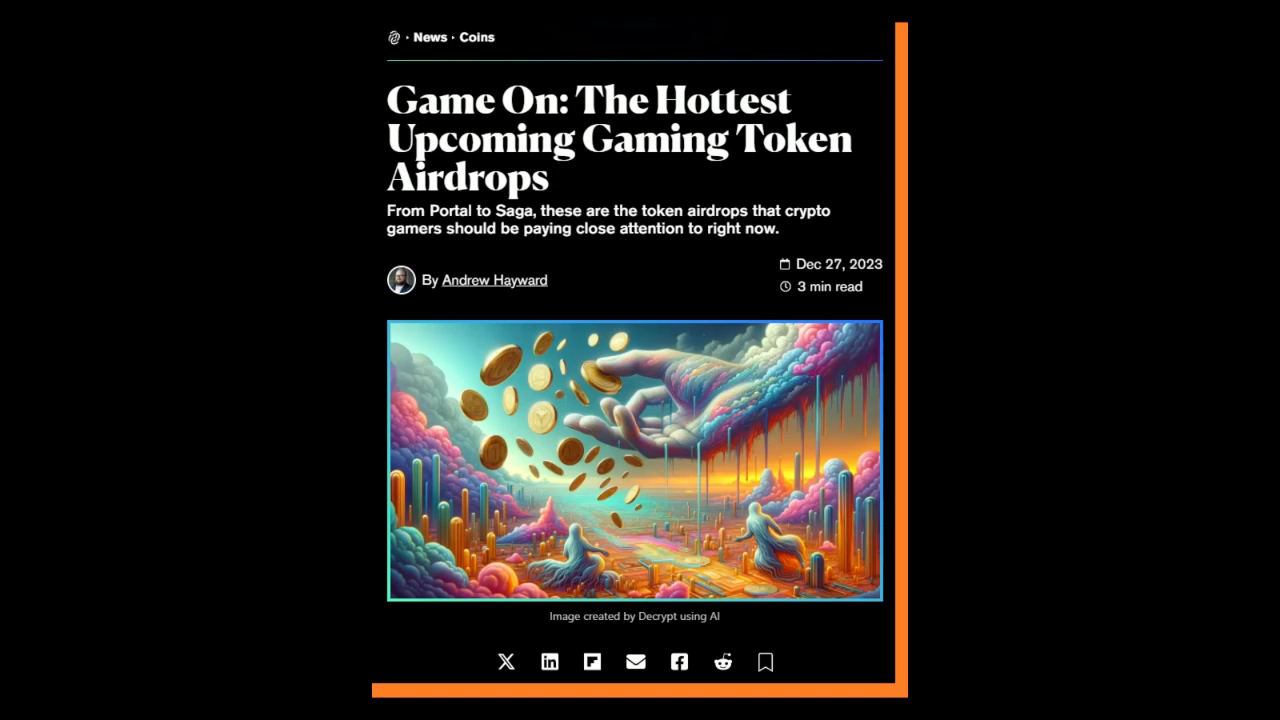 · News · Coins
Game On: The Hottest
Upcoming Gaming Token
Airdrops
From Portal to Saga, these are the token airdrops that crypto
gamers should be paying close attention to right now.
By Andrew Hayward
Dec 27, 2023
3 min read
Image created by Decrypt using AI